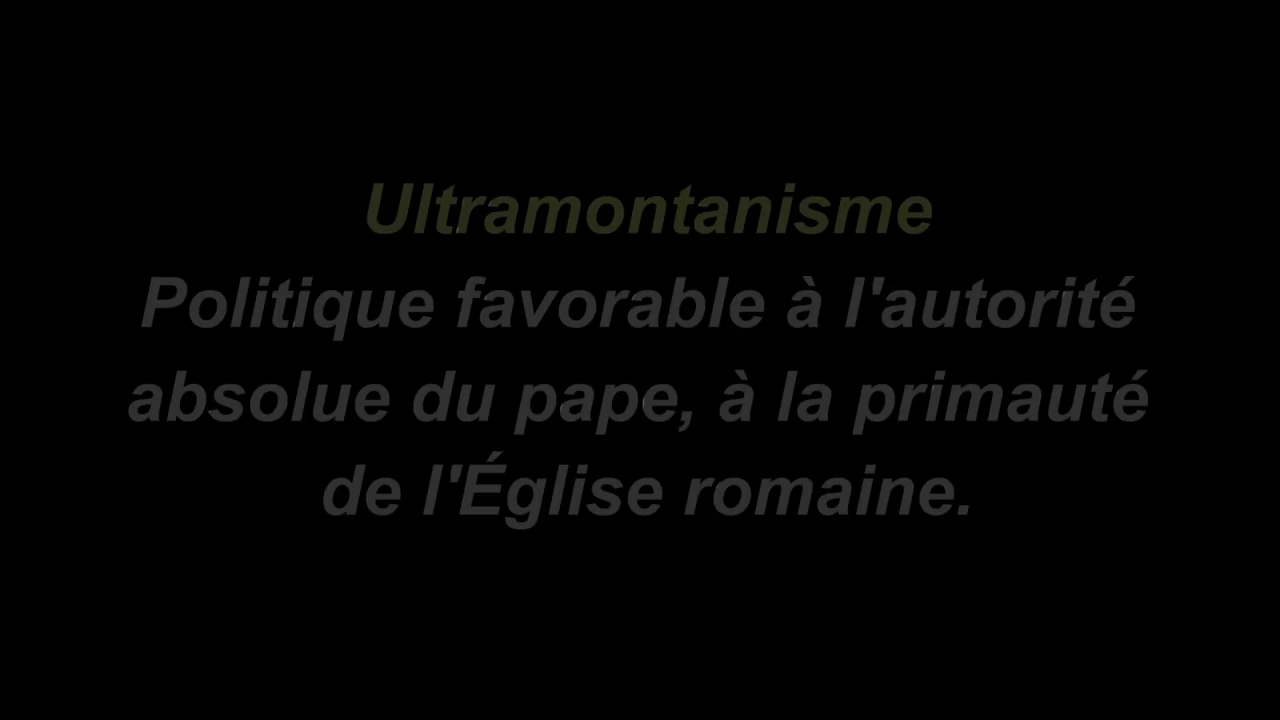 Ultramontanisme
Politique favorable à l'autorité
absolue du pape, à la primauté
de l'Église romaine.